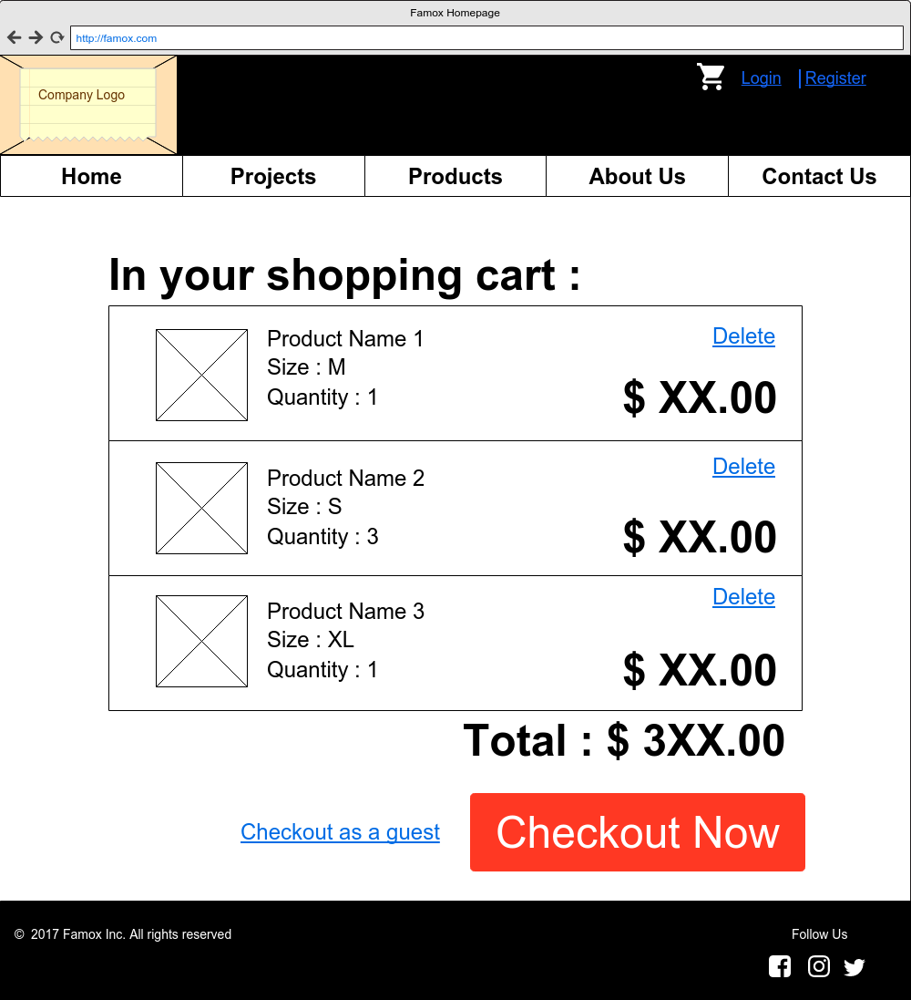 Famox Homepage
http://famox.com
Company Logo
Login | Register
Home Projects Products About Us Contact Us
In your shopping cart :
Product Name 1
Size : M
Quantity : 1
Delete
$ XX.00
Product Name 2
Size : S
Quantity : 3
Delete
$ XX.00
Product Name 3
Size : XL
Quantity : 1
Delete
$ XX.00
Total : $ 3XX.00
Checkout as a guest
Checkout Now
© 2017 Famox Inc. All rights reserved
Follow Us